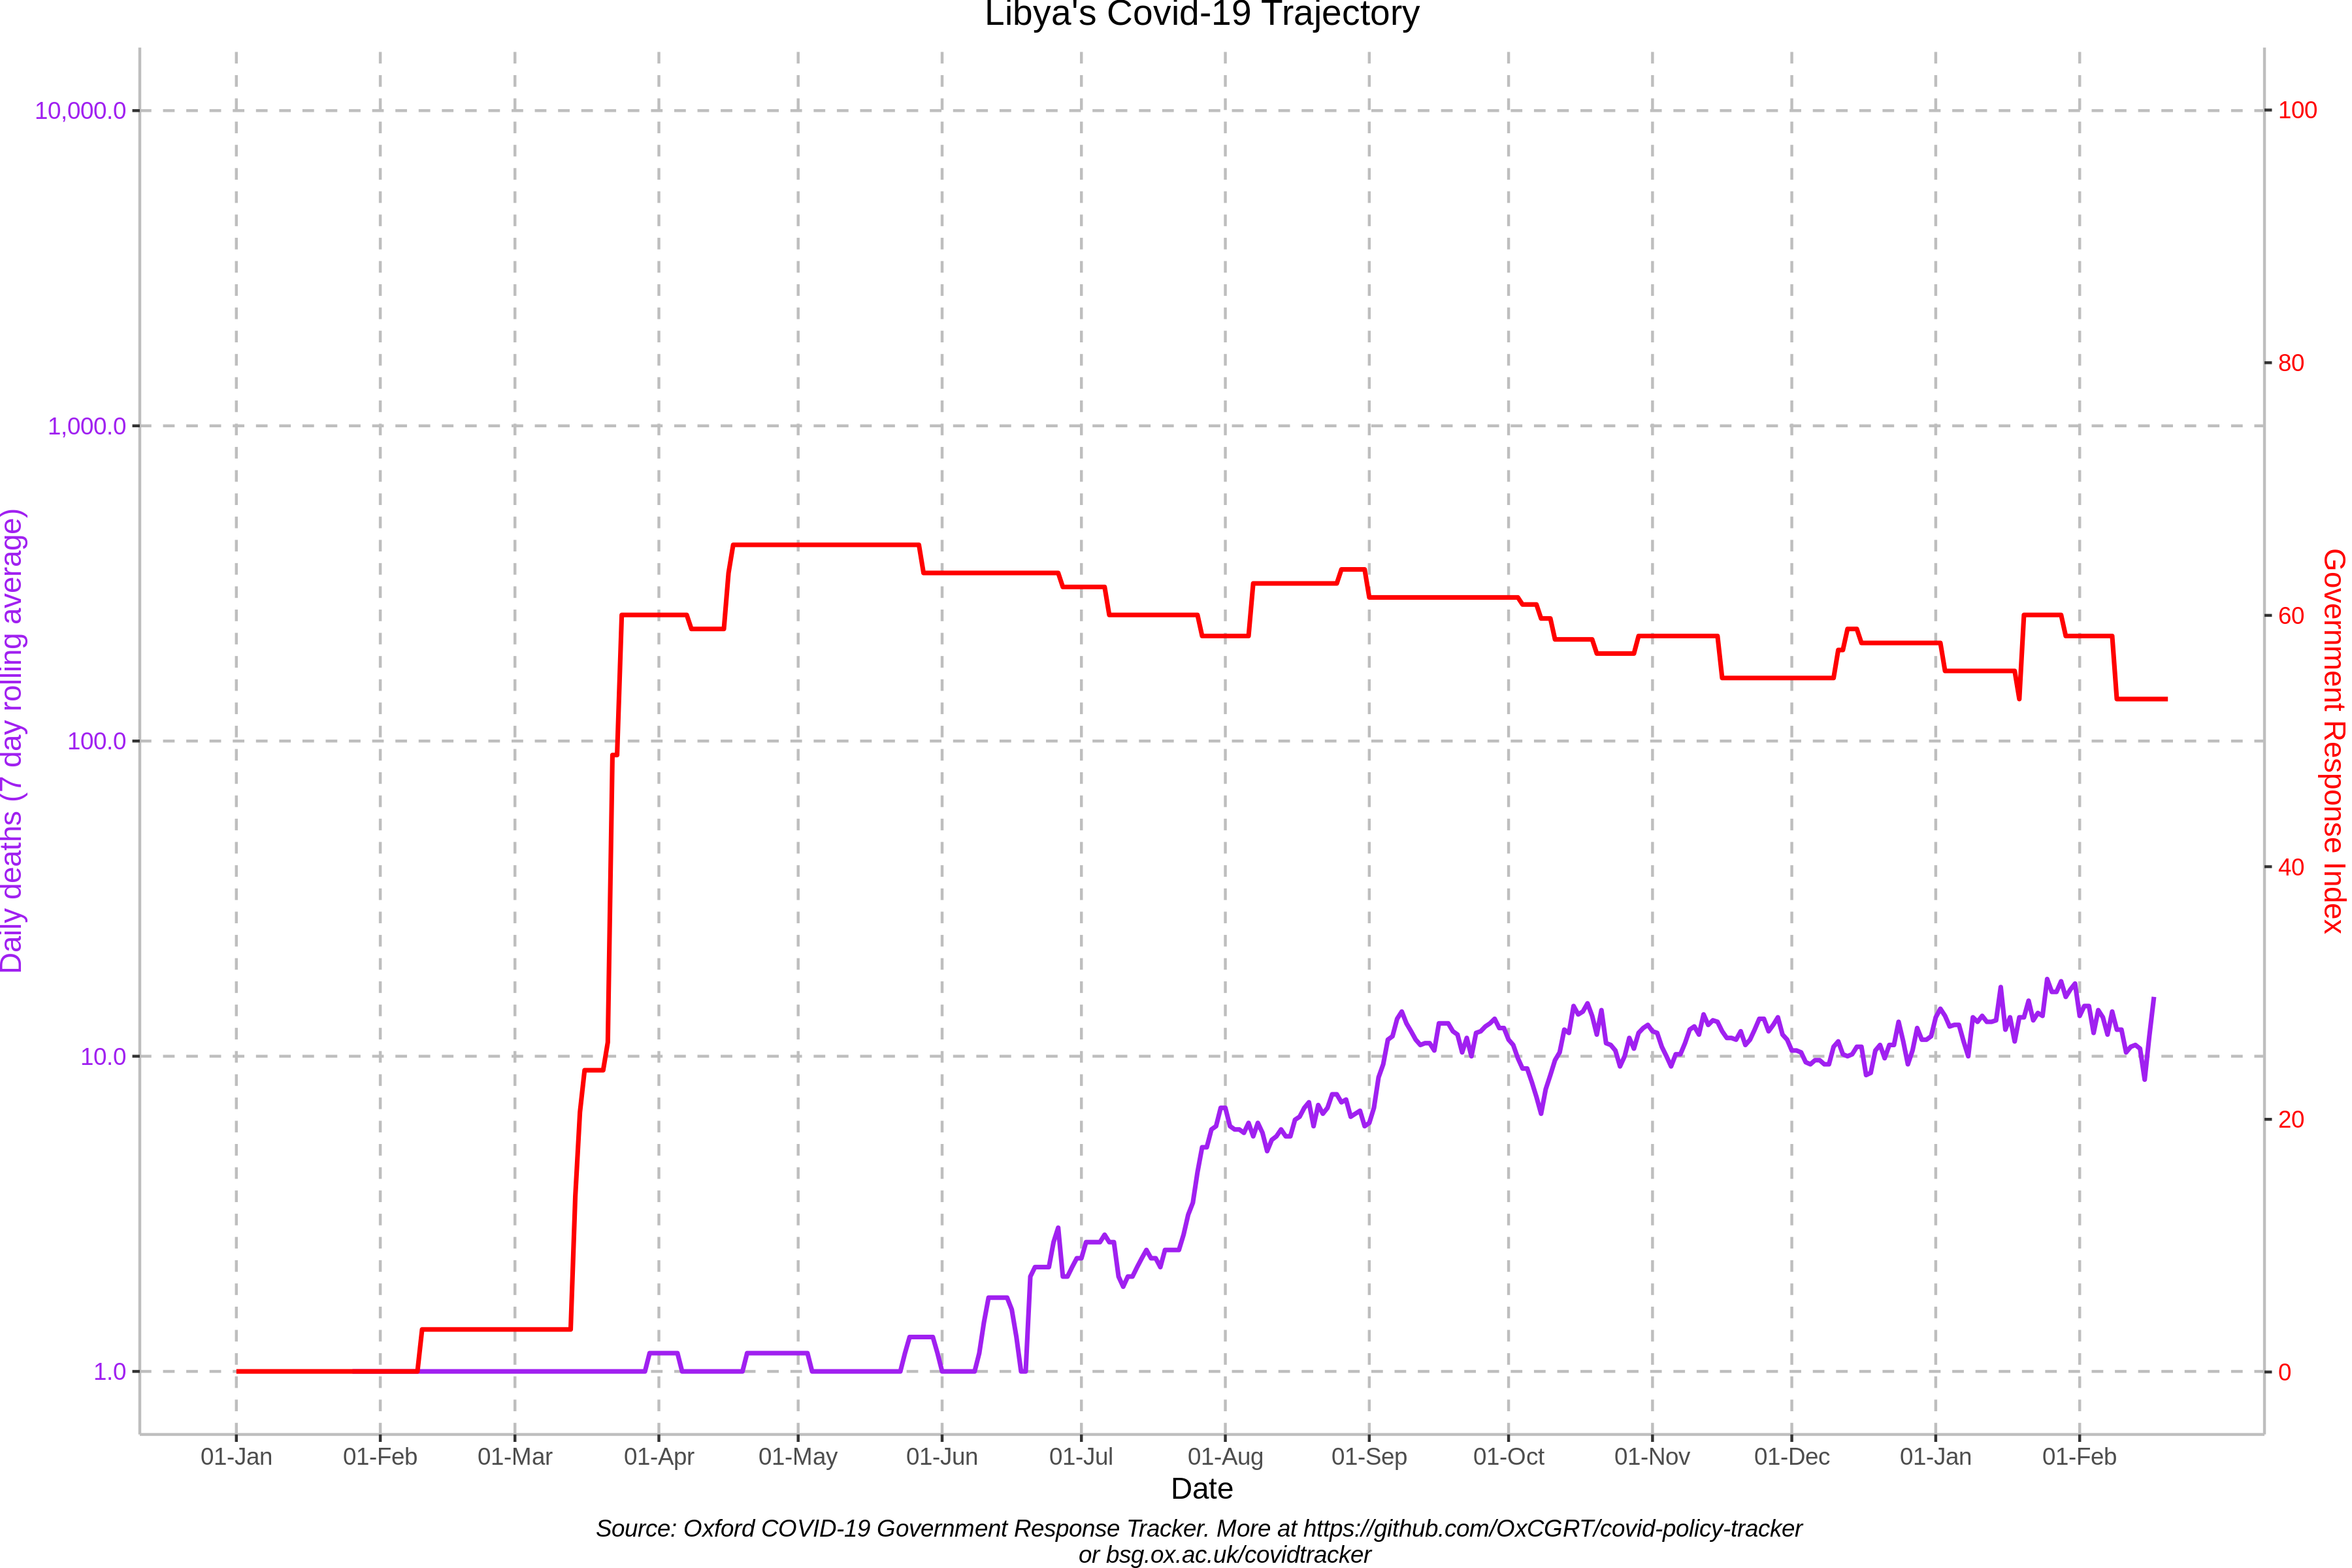 Libya's Covid-19 Trajectory
10,000.0
1,000.0
100.0
10.0
1.0
Daily deaths (7 day rolling average)
100
80
60
40
20
0
Government Response Index
01-Jan
01-Feb
01-Mar
01-Apr
01-May
01-Jun
01-Jul
01-Aug
01-Sep
01-Oct
01-Nov
01-Dec
01-Jan
01-Feb
Date
Source: Oxford COVID-19 Government Response Tracker. More at https://github.com/OxCGRT/covid-policy-tracker
or bsg.ox.ac.uk/covidtracker